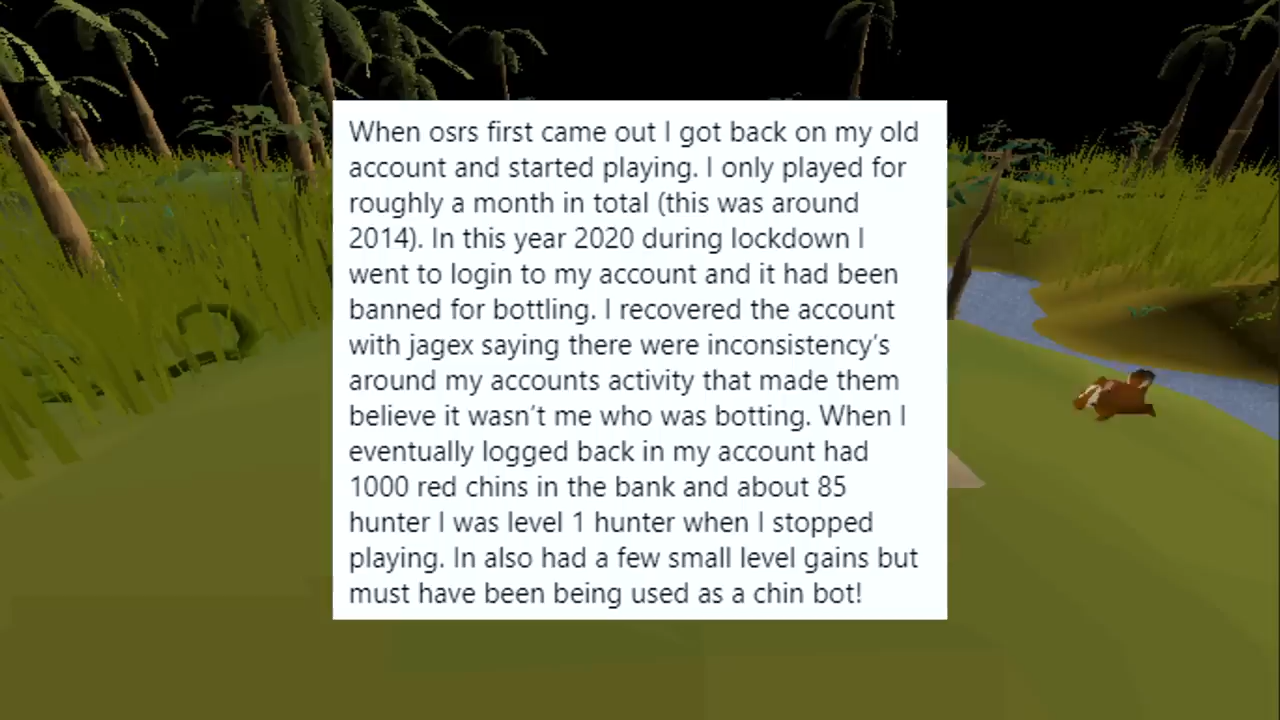 When osrs first came out I got back on my old
account and started playing. I only played for
roughly a month in total (this was around
2014). In this year 2020 during lockdown I
went to login to my account and it had been
banned for bottling. I recovered the account
with jagex saying there were inconsistency’s
around my accounts activity that made them
believe it wasn’t me who was botting. When I
eventually logged back in my account had
1000 red chins in the bank and about 85
hunter I was level 1 hunter when I stopped
playing. In also had a few small level gains but
must have been being used as a chin bot!